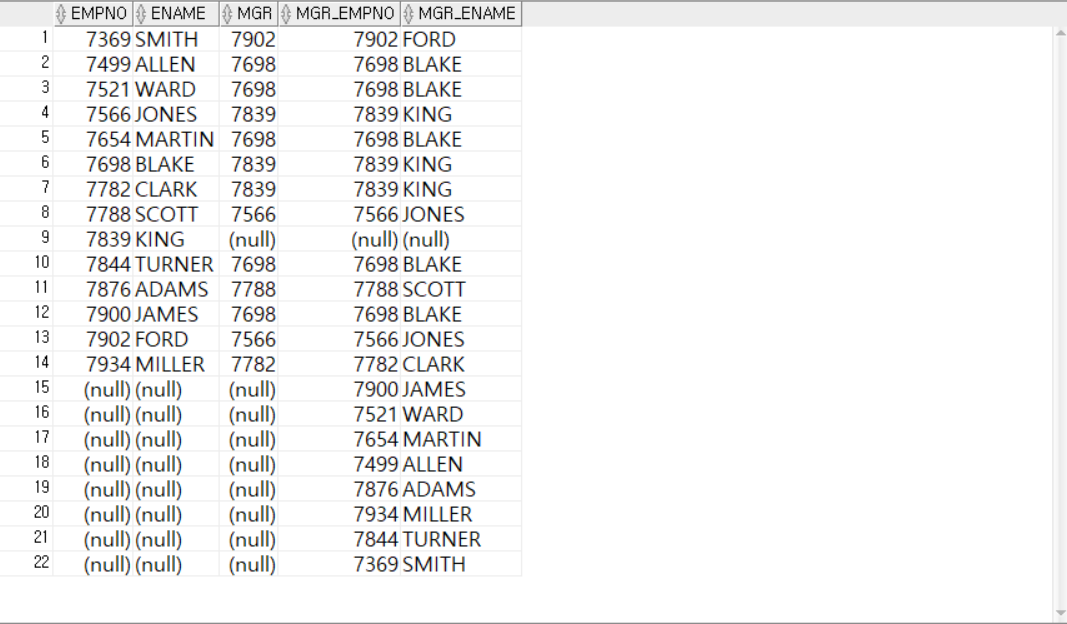 EMPNO ENAME MGR MGR_EMPNO MGR_ENAME
1 7369 SMITH 7902 7902 FORD
2 7499 ALLEN 7698 7698 BLAKE
3 7521 WARD 7698 7698 BLAKE
4 7566 JONES 7839 7839 KING
5 7654 MARTIN 7698 7698 BLAKE
6 7698 BLAKE 7839 7839 KING
7 7782 CLARK 7839 7839 KING
8 7788 SCOTT 7566 7566 JONES
9 7839 KING (null) (null) (null)
10 7844 TURNER 7698 7698 BLAKE
11 7876 ADAMS 7788 7788 SCOTT
12 7900 JAMES 7698 7698 BLAKE
13 7902 FORD 7566 7566 JONES
14 7934 MILLER 7782 7782 CLARK
15 (null) (null) (null) 7900 JAMES
16 (null) (null) (null) 7521 WARD
17 (null) (null) (null) 7654 MARTIN
18 (null) (null) (null) 7499 ALLEN
19 (null) (null) (null) 7876 ADAMS
20 (null) (null) (null) 7934 MILLER
21 (null) (null) (null) 7844 TURNER
22 (null) (null) (null) 7369 SMITH